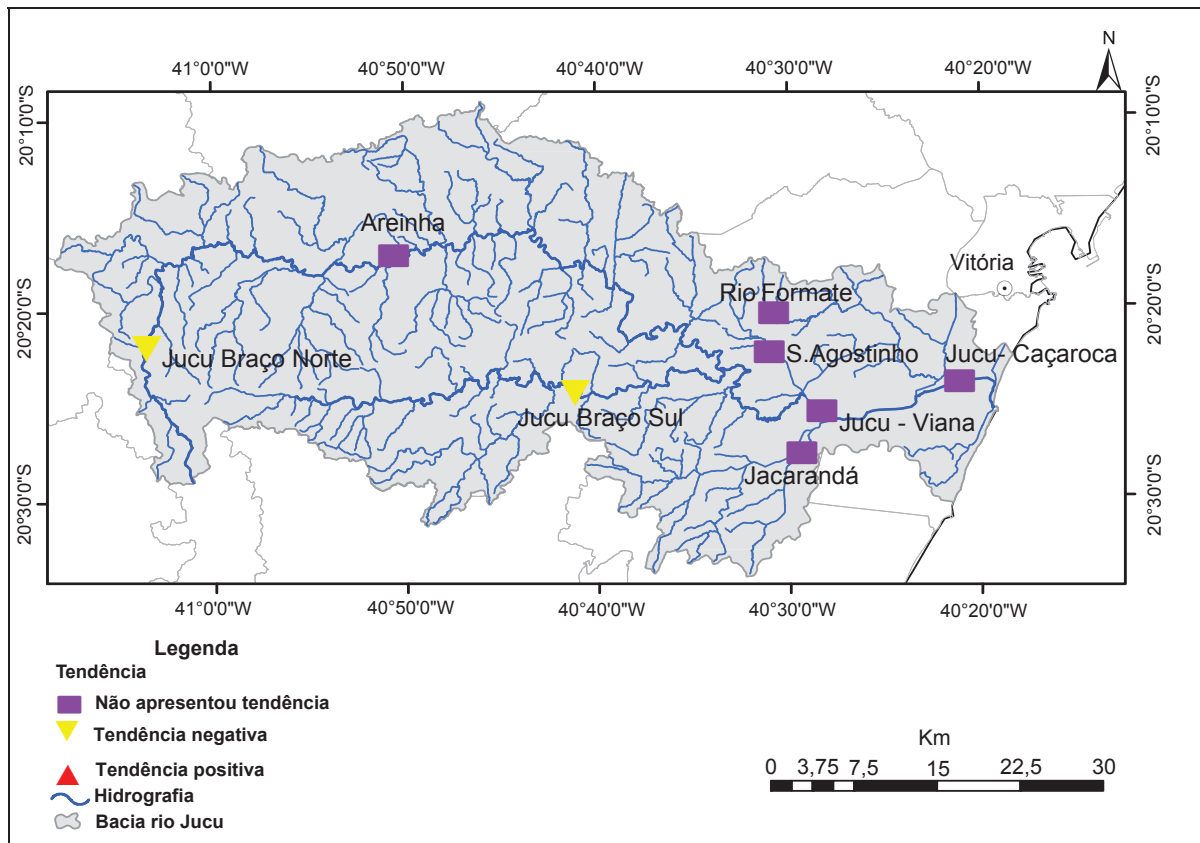 N
41°0'0"W 40°50'0"W 40°40'0"W 40°30'0"W 40°20'0"W
20°10'0"S
20°10'0"S
Areinha
Vitória
Rio Formate
20°20'0"S
20°20'0"S
Jucu Braço Norte
S.Agostinho
Jucu- Caçaroca
Jucu Braço Sul
Jucu - Viana
Jacarandá
20°30'0"S
20°30'0"S
41°0'0"W 40°50'0"W 40°40'0"W 40°30'0"W 40°20'0"W
Legenda
Tendência
Não apresentou tendência
Tendência negativa
Tendência positiva
Hidrografia
Bacia rio Jucu
Km
0 3,75 7,5 15 22,5 30